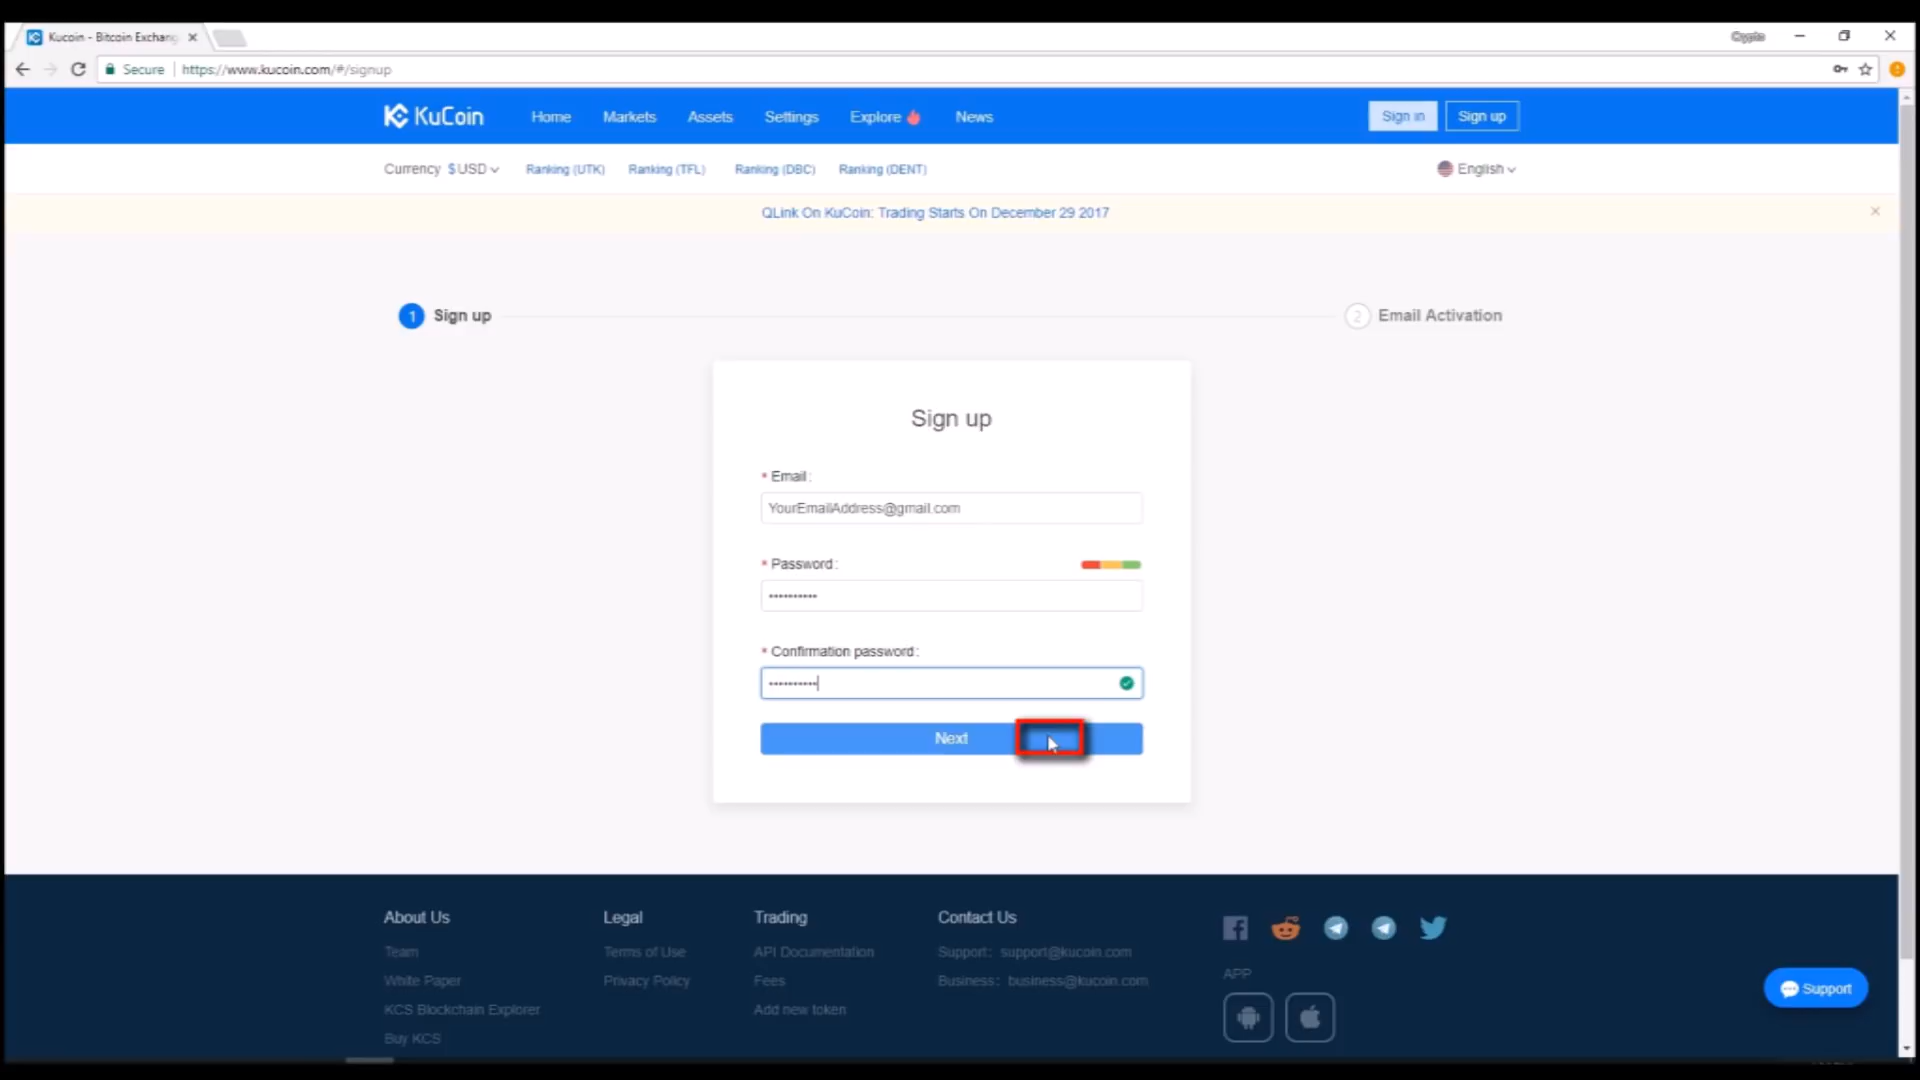 Kucoin - Bitcoin Exchang
Crypto
Secure https://www.kucoin.com/#/signup
KuCoin Home Markets Assets Settings Explore News Sign in Sign up
Currency $ USD Ranking (UTK) Ranking (TFL) Ranking (DBC) Ranking (DENT) English
QLink On KuCoin: Trading Starts On December 29 2017
1 Sign up 2 Email Activation
Sign up
* Email :
YourEmailAddress@gmail.com
* Password :
* Confirmation password :
Next
About Us
Team
White Paper
KCS Blockchain Explorer
Buy KCS
Legal
Terms of Use
Privacy Policy
Trading
API Documentation
Fees
Add new token
Contact Us
Support: support@kucoin.com
Business: business@kucoin.com
APP
Support